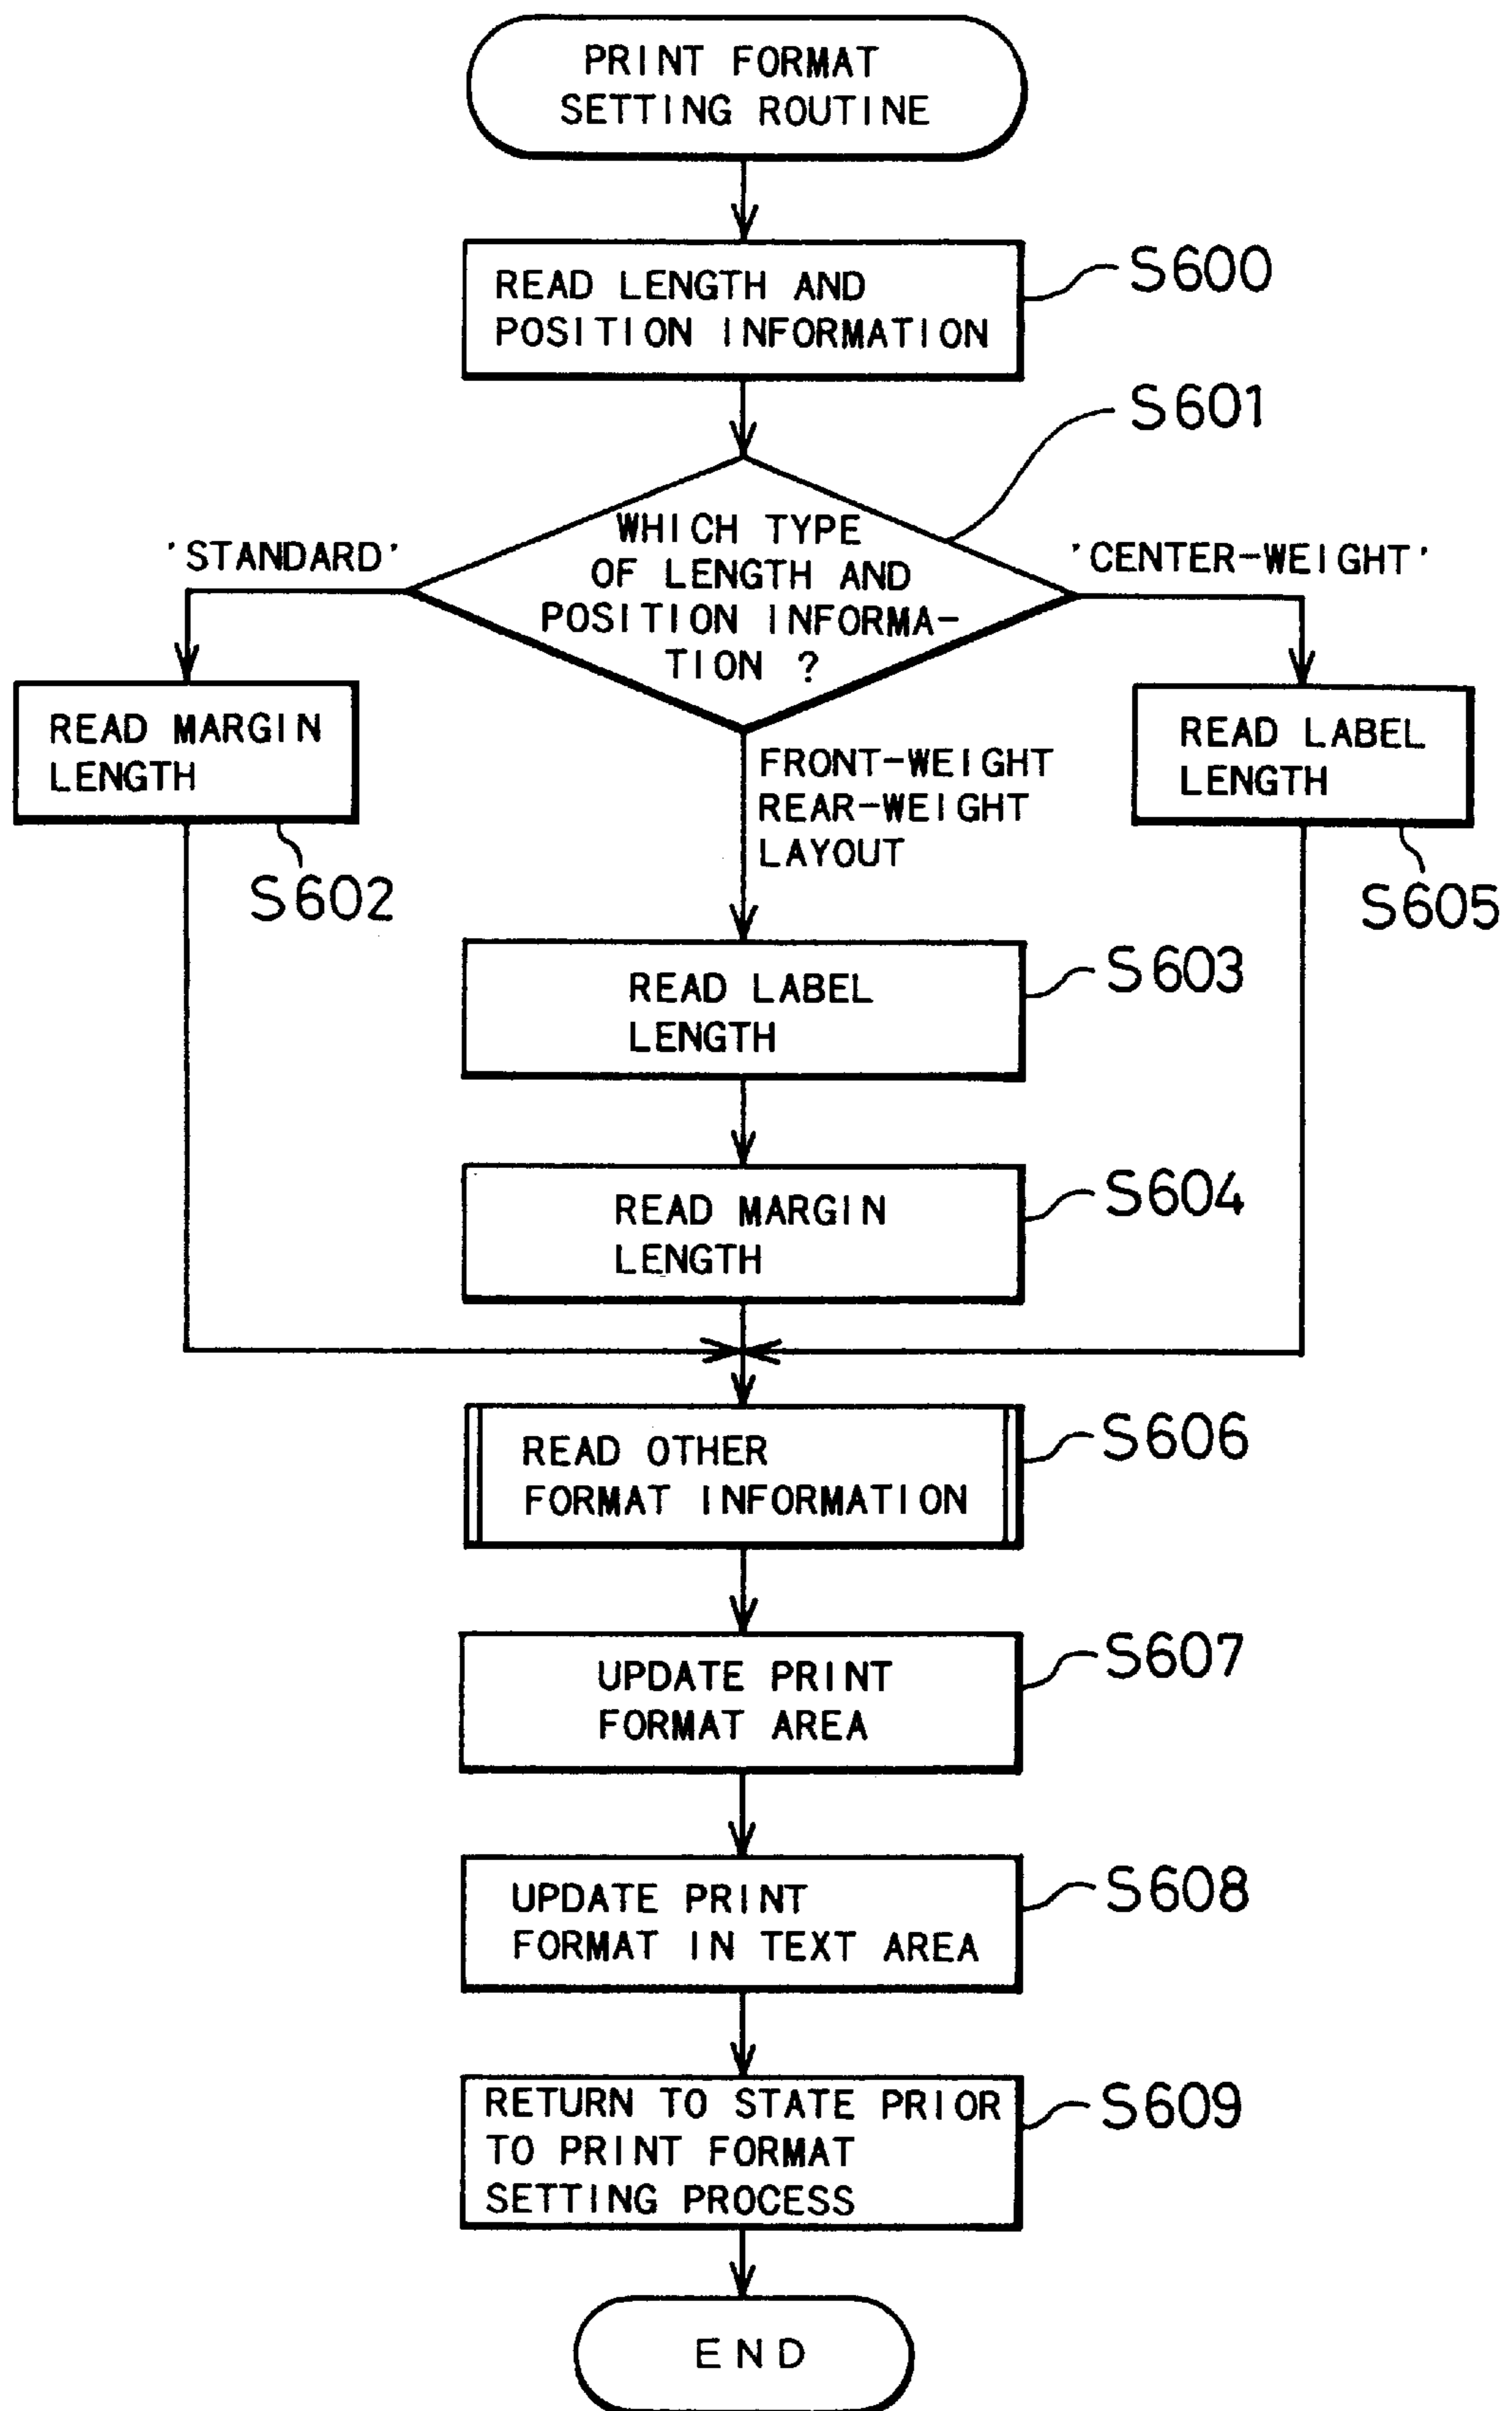 PRINT FORMAT
SETTING ROUTINE
READ LENGTH AND
POSITION INFORMATION
S600
S601
WHICH TYPE
OF LENGTH AND
POSITION INFORMA-
TION ?
'STANDARD'
'CENTER-WEIGHT'
READ MARGIN
LENGTH
S602
FRONT-WEIGHT
REAR-WEIGHT
LAYOUT
READ LABEL
LENGTH
S605
READ LABEL
LENGTH
S603
READ MARGIN
LENGTH
S604
READ OTHER
FORMAT INFORMATION
S606
UPDATE PRINT
FORMAT AREA
S607
UPDATE PRINT
FORMAT IN TEXT AREA
S608
RETURN TO STATE PRIOR
TO PRINT FORMAT
SETTING PROCESS
S609
END